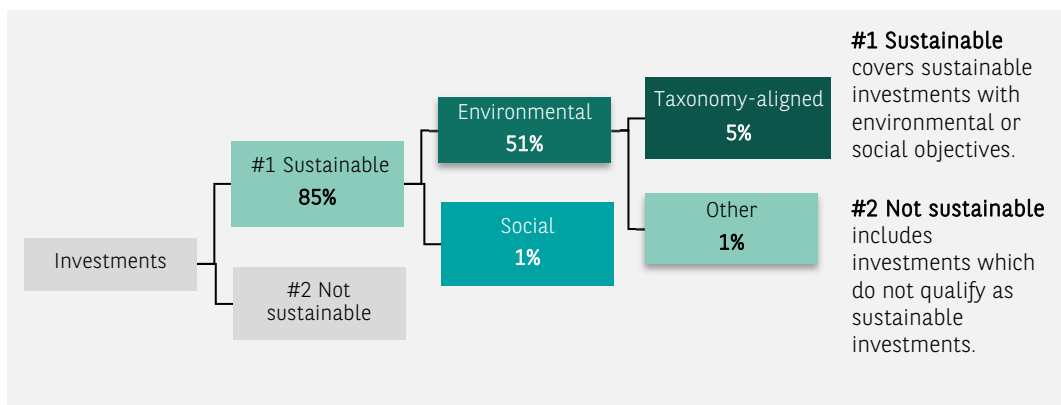 Investments
#1 Sustainable
85%
#2 Not
sustainable
Environmental
51%
Social
1%
Taxonomy-aligned
5%
Other
1%
#1 Sustainable
covers sustainable
investments with
environmental or
social objectives.
#2 Not sustainable
includes
investments which
do not qualify as
sustainable
investments.